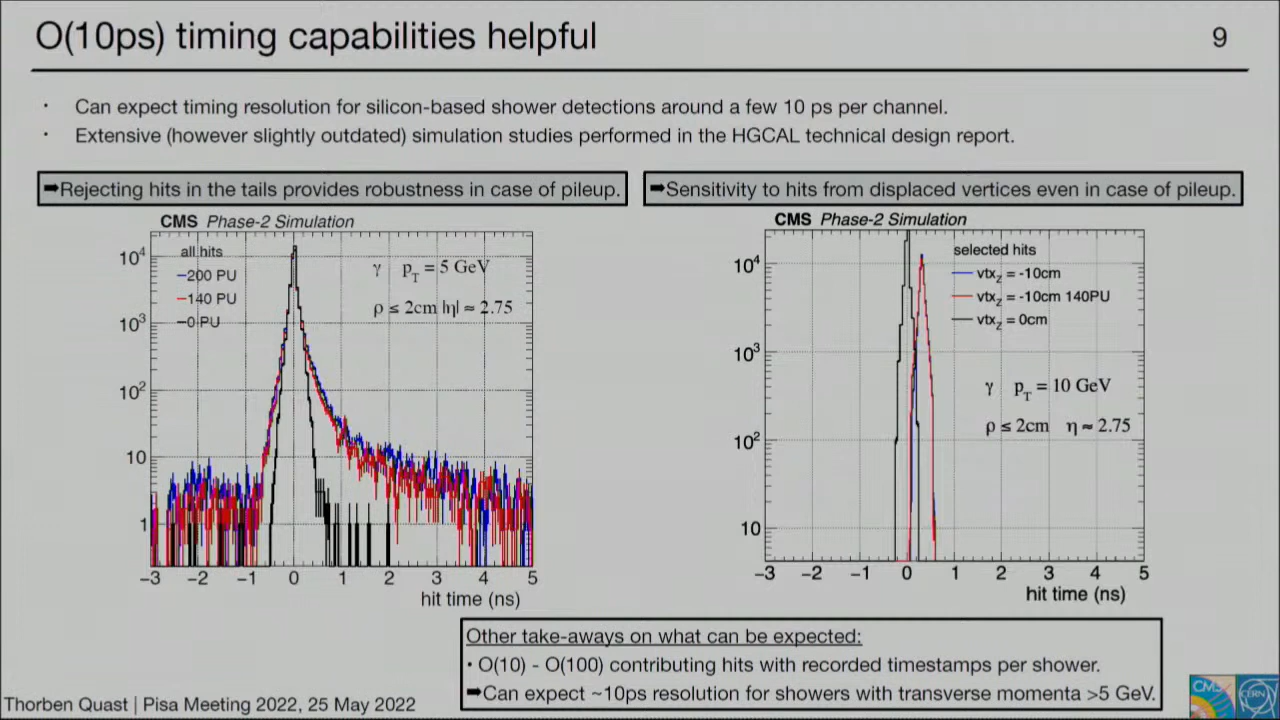 O(10ps) timing capabilities helpful
9
· Can expect timing resolution for silicon-based shower detections around a few 10 ps per channel.
· Extensive (however slightly outdated) simulation studies performed in the HGCAL technical design report.
➡Rejecting hits in the tails provides robustness in case of pileup.
➡Sensitivity to hits from displaced vertices even in case of pileup.
CMS Phase-2 Simulation
all hits
200 PU
140 PU
0 PU
γ p_T = 5 GeV
ρ ≤ 2cm |η| ≈ 2.75
10^4
10^3
10^2
10
1
−3 −2 −1 0 1 2 3 4 5
hit time (ns)
CMS Phase-2 Simulation
selected hits
vtx_z = -10cm
vtx_z = -10cm 140PU
vtx_z = 0cm
γ p_T = 10 GeV
ρ ≤ 2cm η ≈ 2.75
10^4
10^3
10^2
10
−3 −2 −1 0 1 2 3 4 5
hit time (ns)
Other take-aways on what can be expected:
• O(10) - O(100) contributing hits with recorded timestamps per shower.
➡Can expect ~10ps resolution for showers with transverse momenta >5 GeV.
Thorben Quast | Pisa Meeting 2022, 25 May 2022
CMS
CERN